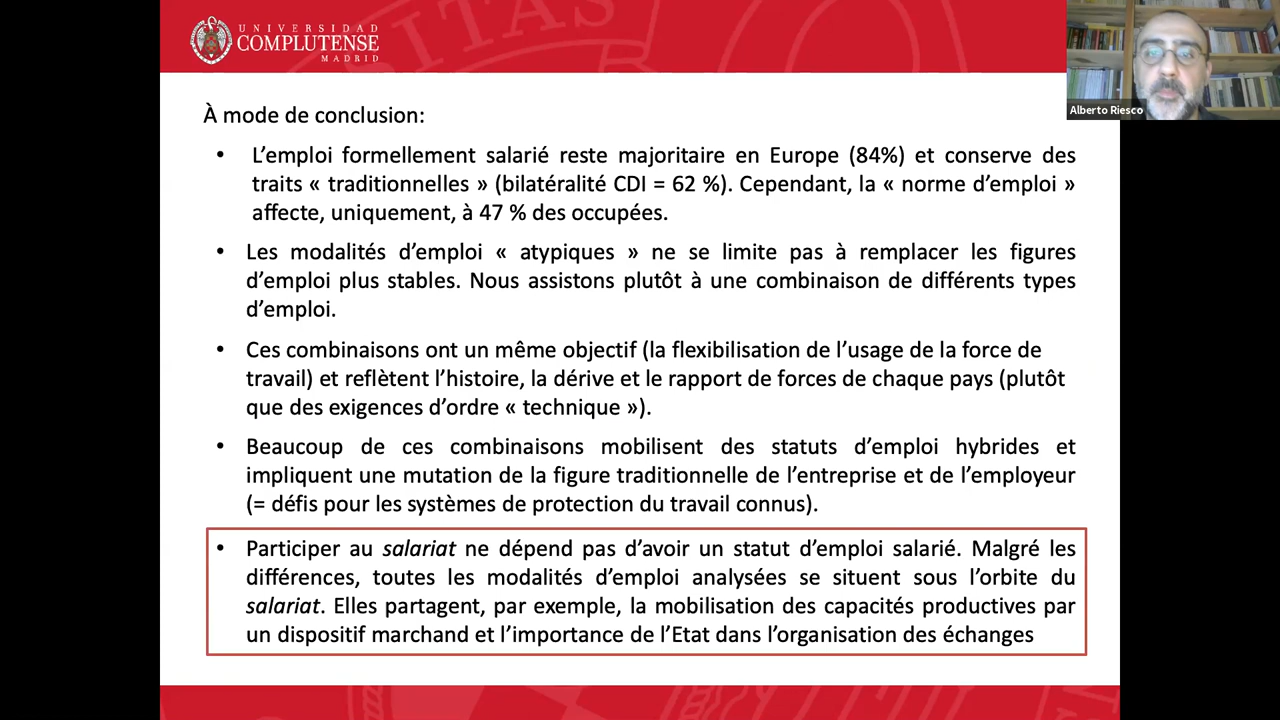 UNIVERSIDAD
COMPLUTENSE
MADRID
Alberto Riesco
À mode de conclusion:
• L’emploi formellement salarié reste majoritaire en Europe (84%) et conserve des
traits « traditionnelles » (bilatéralité CDI = 62 %). Cependant, la « norme d’emploi »
affecte, uniquement, à 47 % des occupées.
• Les modalités d’emploi « atypiques » ne se limite pas à remplacer les figures
d’emploi plus stables. Nous assistons plutôt à une combinaison de différents types
d’emploi.
• Ces combinaisons ont un même objectif (la flexibilisation de l’usage de la force de
travail) et reflètent l’histoire, la dérive et le rapport de forces de chaque pays (plutôt
que des exigences d’ordre « technique »).
• Beaucoup de ces combinaisons mobilisent des statuts d’emploi hybrides et
impliquent une mutation de la figure traditionnelle de l’entreprise et de l’employeur
(= défis pour les systèmes de protection du travail connus).
• Participer au salariat ne dépend pas d’avoir un statut d’emploi salarié. Malgré les
différences, toutes les modalités d’emploi analysées se situent sous l’orbite du
salariat. Elles partagent, par exemple, la mobilisation des capacités productives par
un dispositif marchand et l’importance de l’Etat dans l’organisation des échanges